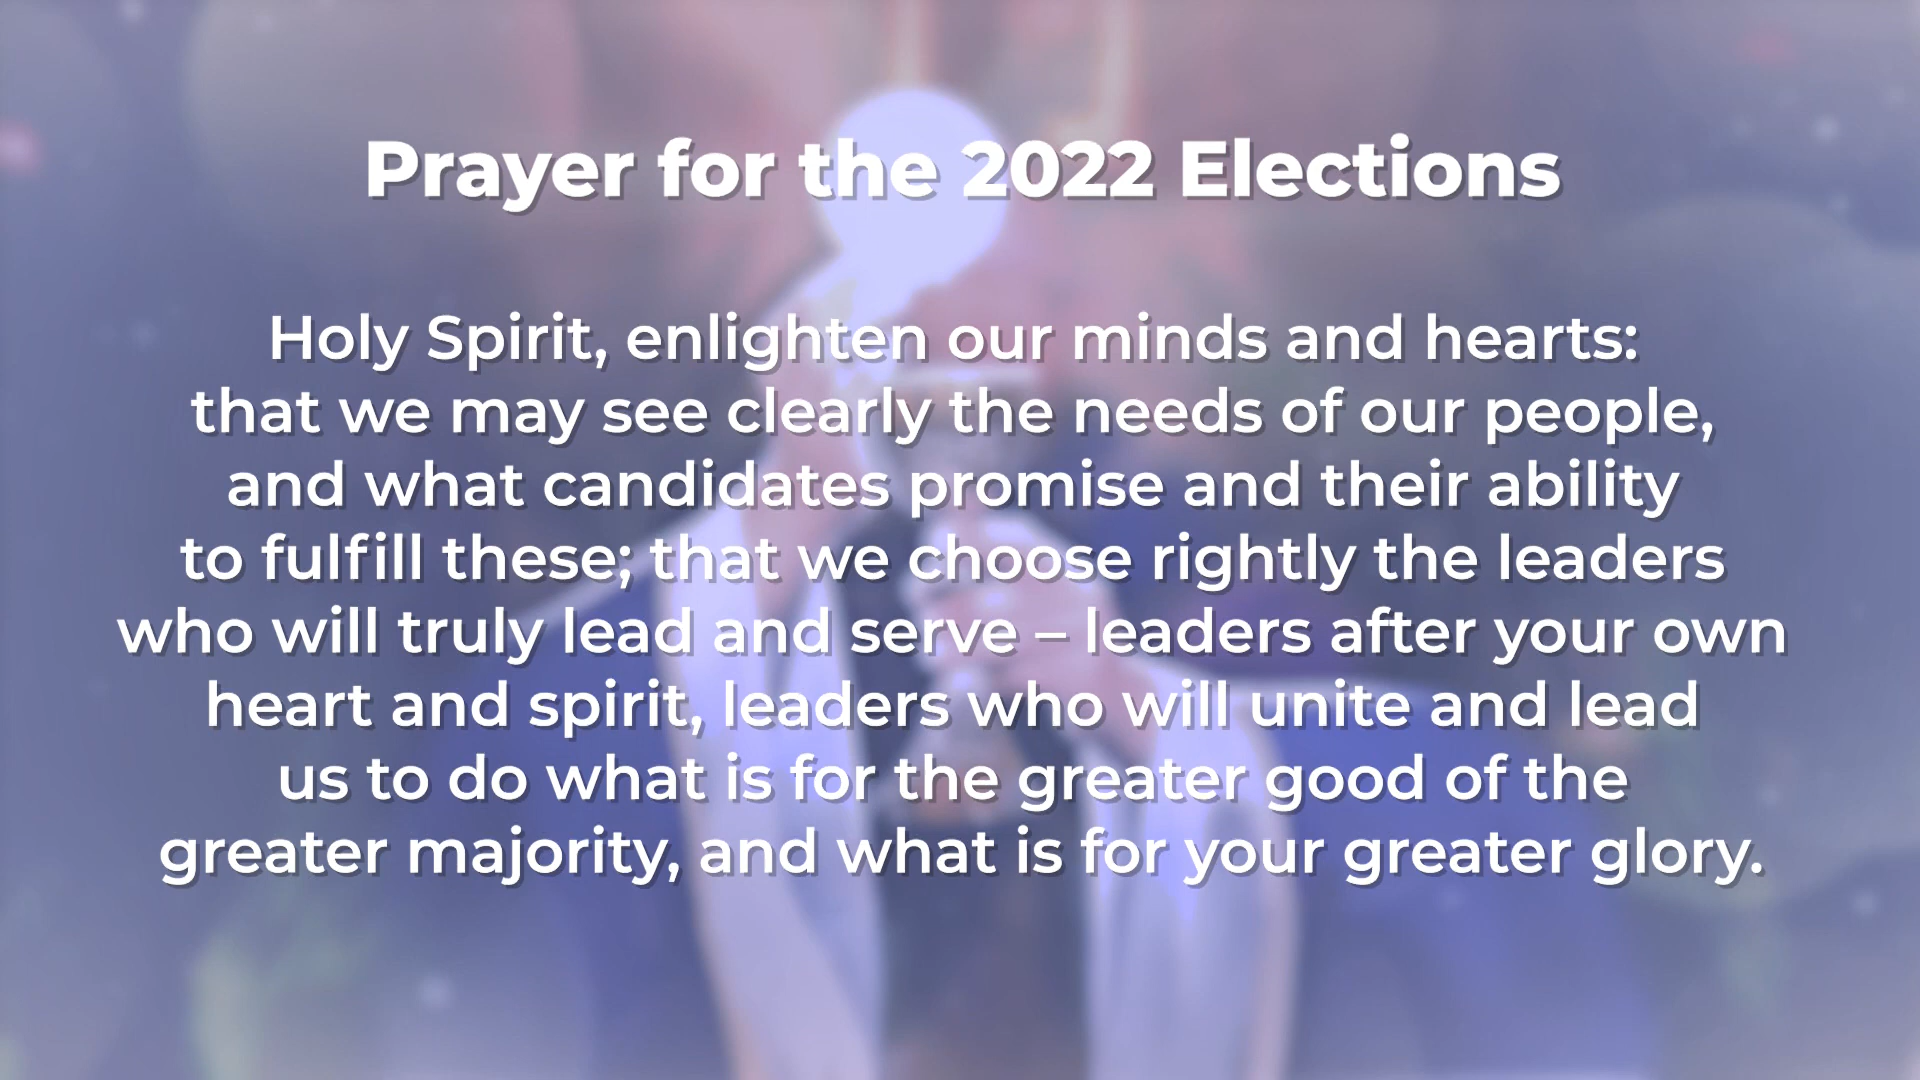 Prayer for the 2022 Elections
Holy Spirit, enlighten our minds and hearts:
that we may see clearly the needs of our people,
and what candidates promise and their ability
to fulfill these; that we choose rightly the leaders
who will truly lead and serve – leaders after your own
heart and spirit, leaders who will unite and lead
us to do what is for the greater good of the
greater majority, and what is for your greater glory.